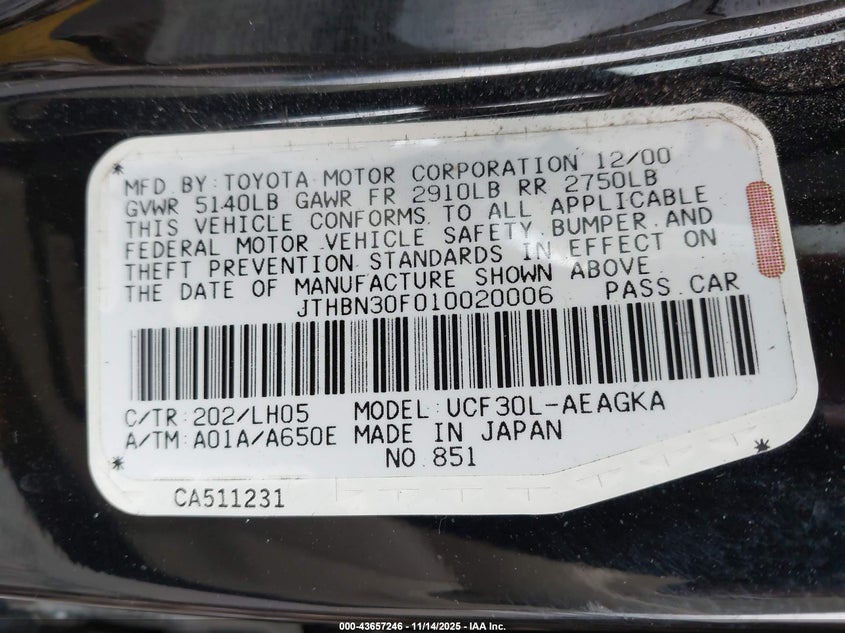 MFD BY:TOYOTA MOTOR CORPORATION 12/00
GVWR 5140LB GAWR FR 2910LB RR 2750LB
THIS VEHICLE CONFORMS TO ALL APPLICABLE
FEDERAL MOTOR VEHICLE SAFETY, BUMPER,AND
THEFT PREVENTION STANDARDS IN EFFECT ON
THE DATE OF MANUFACTURE SHOWN ABOVE
JTHBN30F010020006 PASS.CAR
C/TR:202/LH05 MODEL:UCF30L-AEAGKA
A/TM:A01A/A650E MADE IN JAPAN
NO.851
CA511231
000-43657246 - 11/14/2025 - IAA Inc.